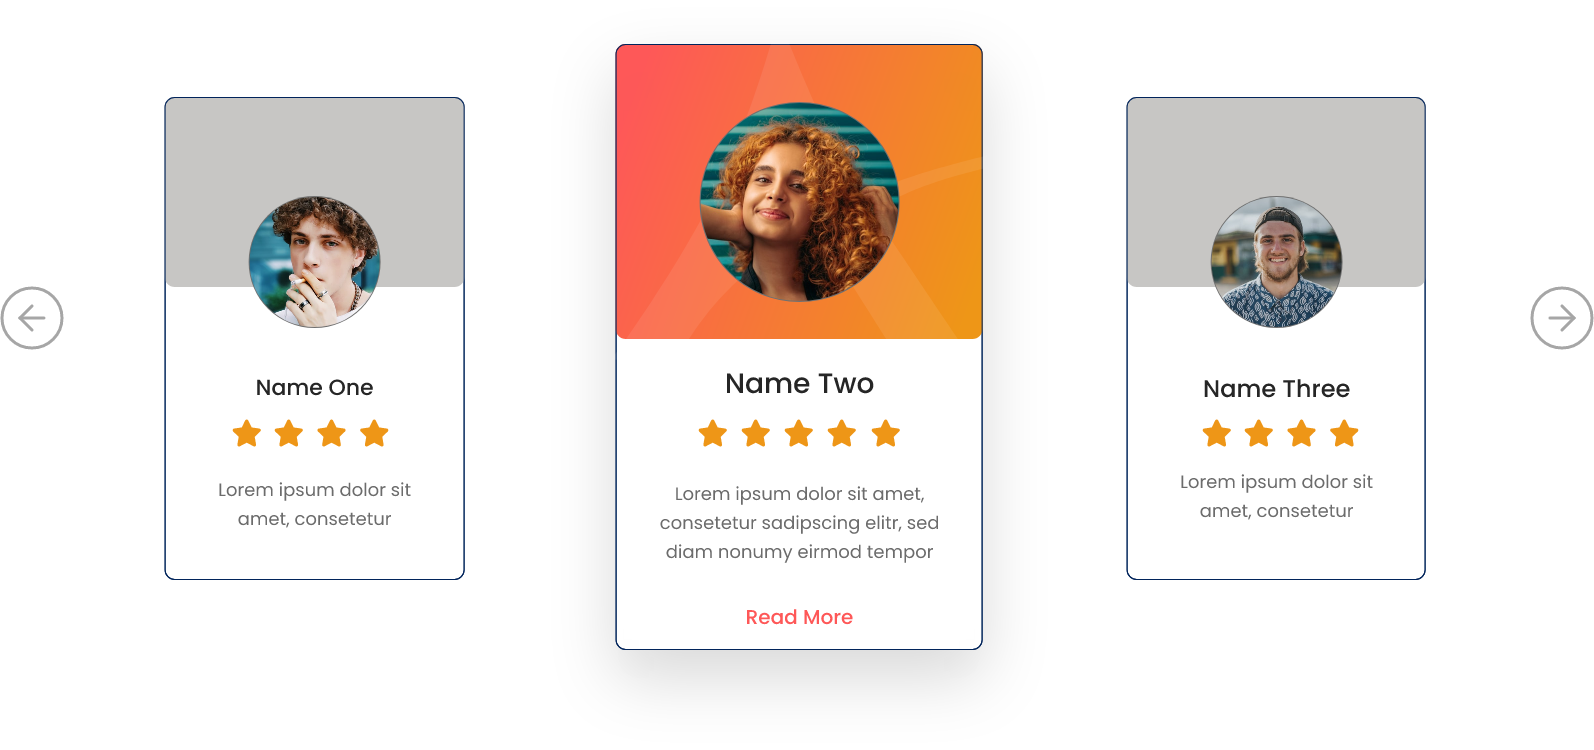 Name One
Lorem ipsum dolor sit
amet, consetetur
Name Two
Lorem ipsum dolor sit amet,
consetetur sadipscing elitr, sed
diam nonumy eirmod tempor
Read More
Name Three
Lorem ipsum dolor sit
amet, consetetur